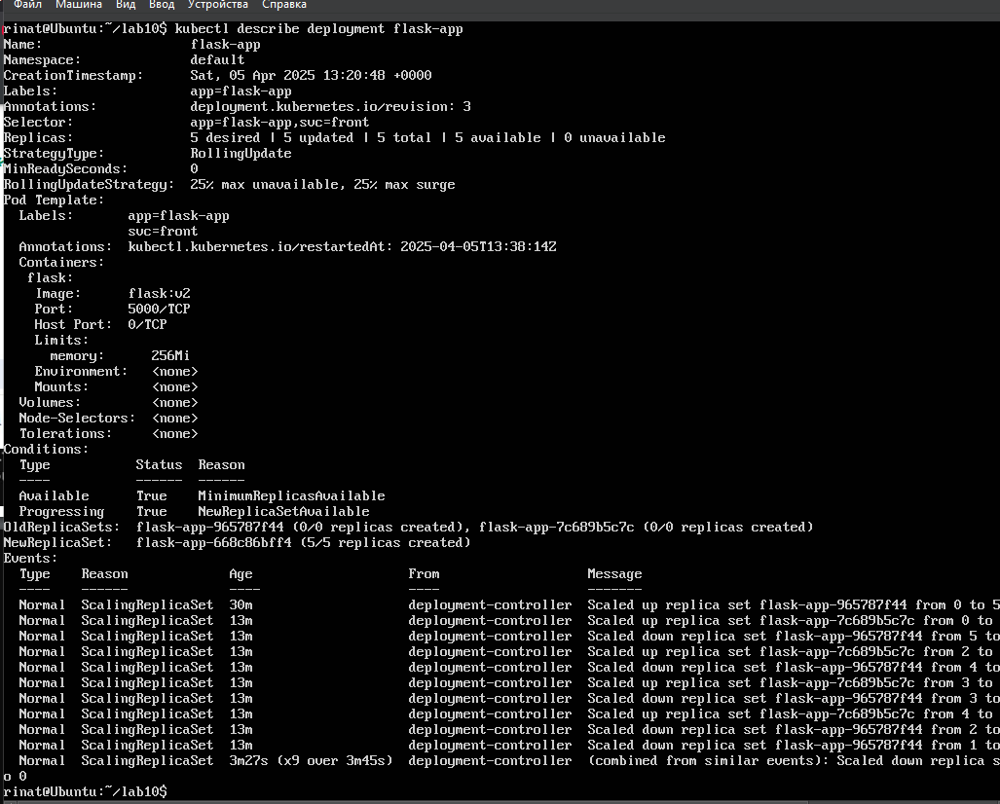 Файл Машина Вид Ввод Устройства Справка
rinat@Ubuntu:~/lab10$ kubectl describe deployment flask-app
Name: flask-app
Namespace: default
CreationTimestamp: Sat, 05 Apr 2025 13:20:48 +0000
Labels: app=flask-app
Annotations: deployment.kubernetes.io/revision: 3
Selector: app=flask-app,svc=front
Replicas: 5 desired | 5 updated | 5 total | 5 available | 0 unavailable
StrategyType: RollingUpdate
MinReadySeconds: 0
RollingUpdateStrategy: 25% max unavailable, 25% max surge
Pod Template:
Labels: app=flask-app
svc=front
Annotations: kubectl.kubernetes.io/restartedAt: 2025-04-05T13:38:14Z
Containers:
flask:
Image: flask:v2
Port: 5000/TCP
Host Port: 0/TCP
Limits:
memory: 256Mi
Environment: <none>
Mounts: <none>
Volumes: <none>
Node-Selectors: <none>
Tolerations: <none>
Conditions:
Type Status Reason
---- ------ ------
Available True MinimumReplicasAvailable
Progressing True NewReplicaSetAvailable
OldReplicaSets: flask-app-965787f44 (0/0 replicas created), flask-app-7c689b5c7c (0/0 replicas created)
NewReplicaSet: flask-app-668c86bff4 (5/5 replicas created)
Events:
Type Reason Age From Message
---- ------ ---- ---- -------
Normal ScalingReplicaSet 30m deployment-controller Scaled up replica set flask-app-965787f44 from 0 to 5
Normal ScalingReplicaSet 13m deployment-controller Scaled up replica set flask-app-7c689b5c7c from 0 to
Normal ScalingReplicaSet 13m deployment-controller Scaled down replica set flask-app-965787f44 from 5 to
Normal ScalingReplicaSet 13m deployment-controller Scaled up replica set flask-app-7c689b5c7c from 2 to
Normal ScalingReplicaSet 13m deployment-controller Scaled down replica set flask-app-965787f44 from 4 to
Normal ScalingReplicaSet 13m deployment-controller Scaled up replica set flask-app-7c689b5c7c from 3 to
Normal ScalingReplicaSet 13m deployment-controller Scaled down replica set flask-app-965787f44 from 3 to
Normal ScalingReplicaSet 13m deployment-controller Scaled up replica set flask-app-7c689b5c7c from 4 to
Normal ScalingReplicaSet 13m deployment-controller Scaled down replica set flask-app-965787f44 from 2 to
Normal ScalingReplicaSet 13m deployment-controller Scaled down replica set flask-app-965787f44 from 1 to
Normal ScalingReplicaSet 3m27s (x9 over 3m45s) deployment-controller (combined from similar events): Scaled down replica s
o 0
rinat@Ubuntu:~/lab10$